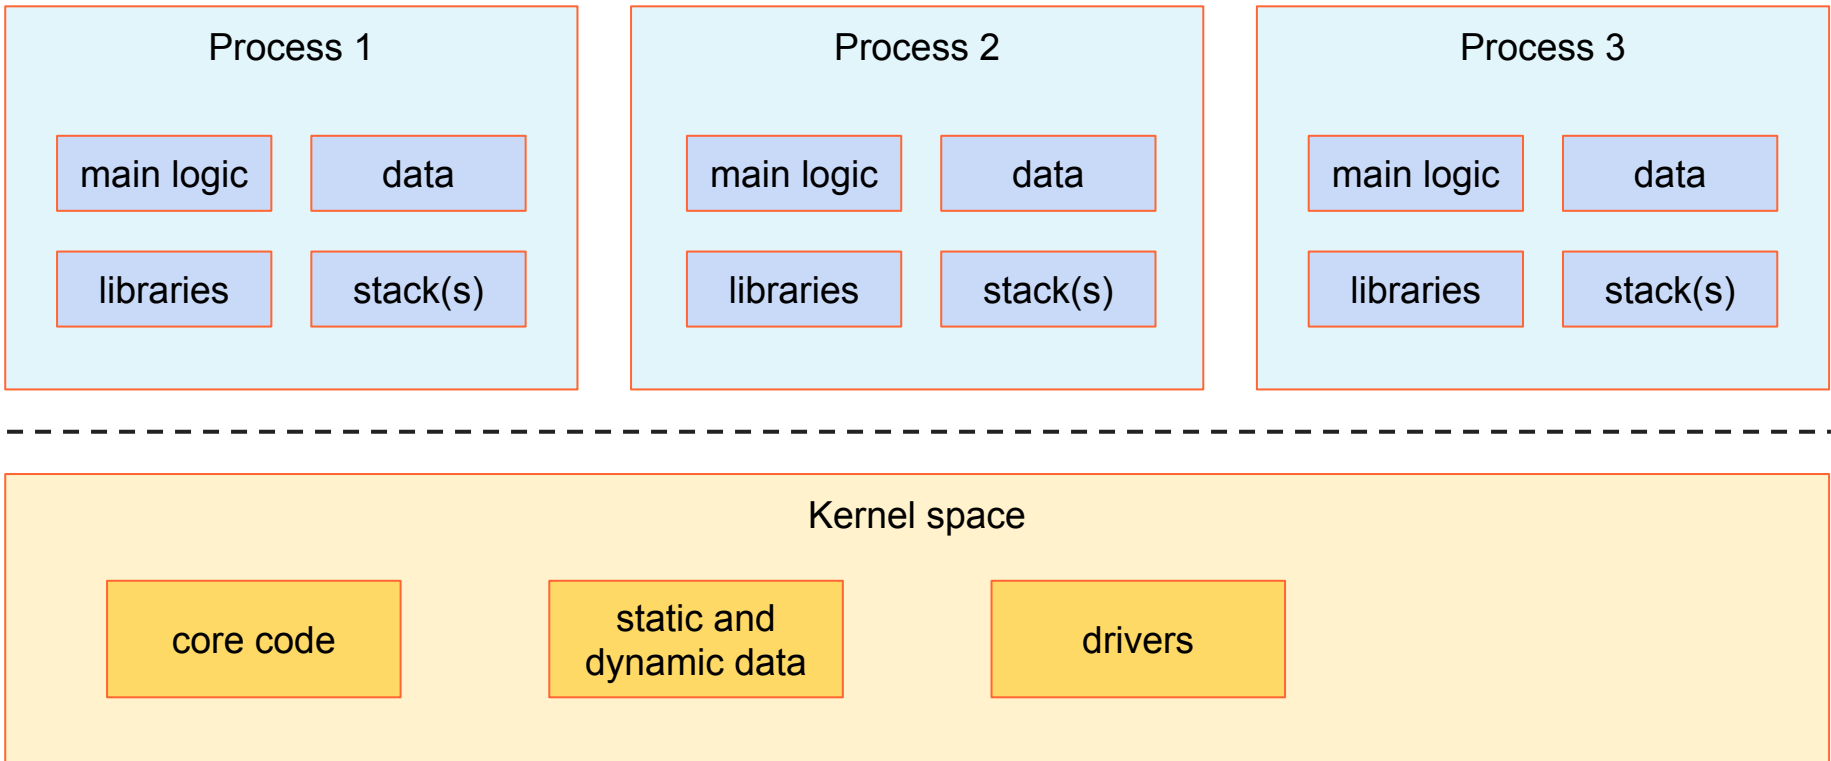 Process 1
Process 2
Process 3
main logic
data
main logic
data
main logic
data
libraries
stack(s)
libraries
stack(s)
libraries
stack(s)
Kernel space
core code
static and
dynamic data
drivers